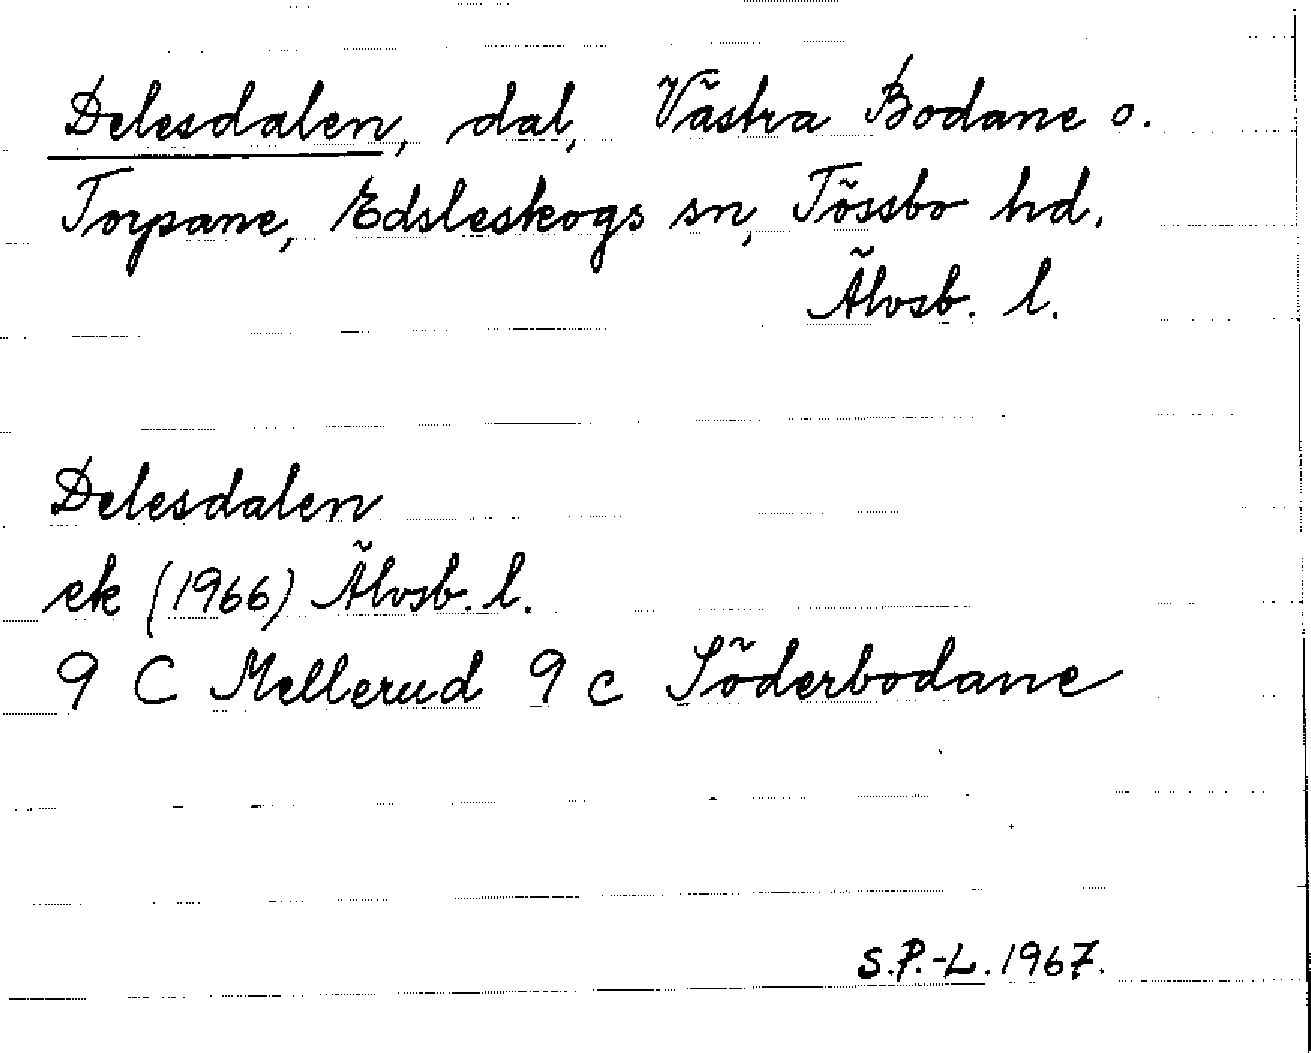 Delesdalen, dal, Västra Bodane o.
Torpane, Edsleskogs sn, Tössbo hd.
Älvsb. l.
Delesdalen
ek (1966) Älvsb. l.
9 C Mellerud 9 c Söderbodane
S.P.-L. 1967.